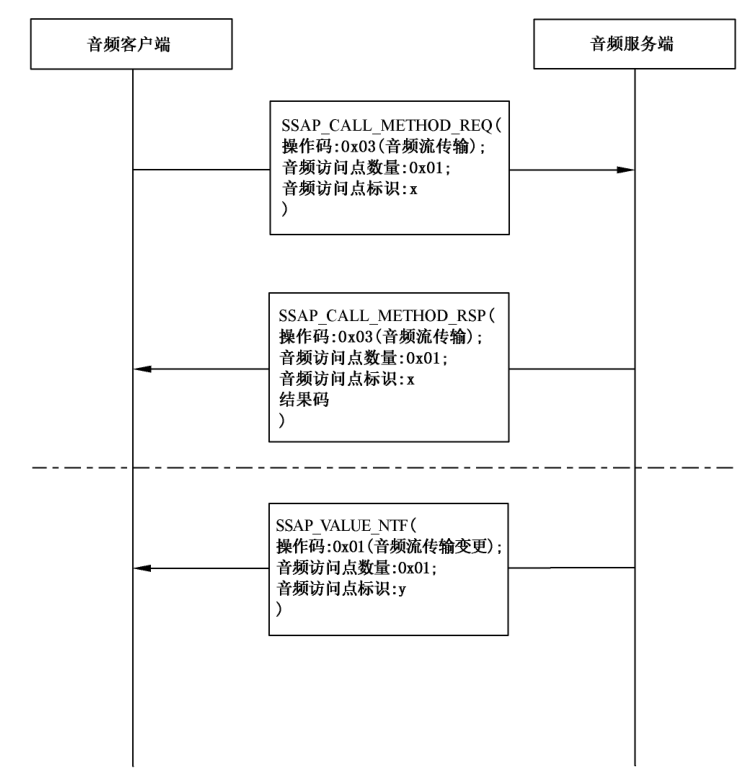 音频客户端
音频服务端
SSAP_CALL_METHOD_REQ(
操作码:0x03(音频流传输);
音频访问点数量:0x01;
音频访问点标识:x
)
SSAP_CALL_METHOD_RSP(
操作码:0x03(音频流传输);
音频访问点数量:0x01;
音频访问点标识:x
结果码
)
SSAP_VALUE_NTF(
操作码:0x01(音频流传输变更);
音频访问点数量:0x01;
音频访问点标识:y
)